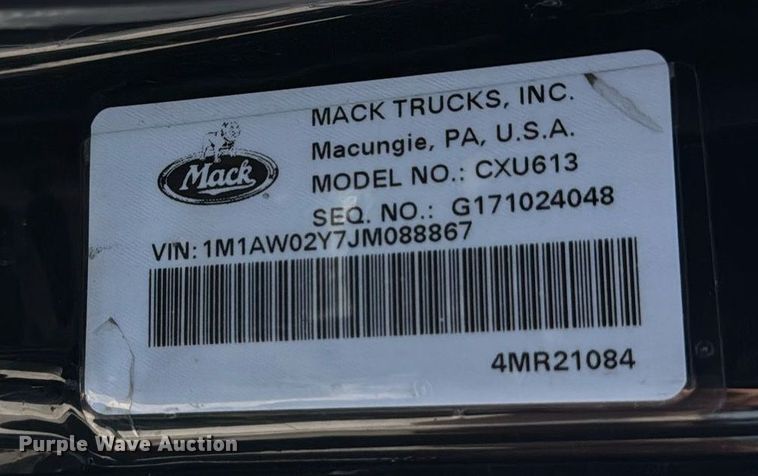 MACK TRUCKS, INC.
Macungie, PA, U.S.A.
Mack
MODEL NO.: CXU613
SEQ. NO.: G171024048
VIN: 1M1AW02Y7JM088867
4MR21084
Purple Wave Auction